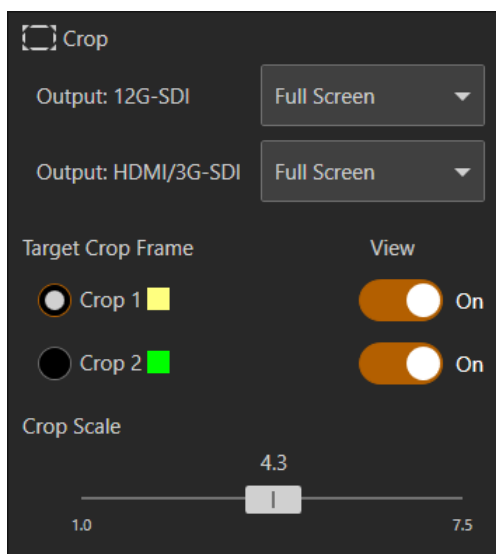 Crop
Output: 12G-SDI Full Screen
Output: HDMI/3G-SDI Full Screen
Target Crop Frame View
Crop 1 On
Crop 2 On
Crop Scale
4.3
1.0 7.5